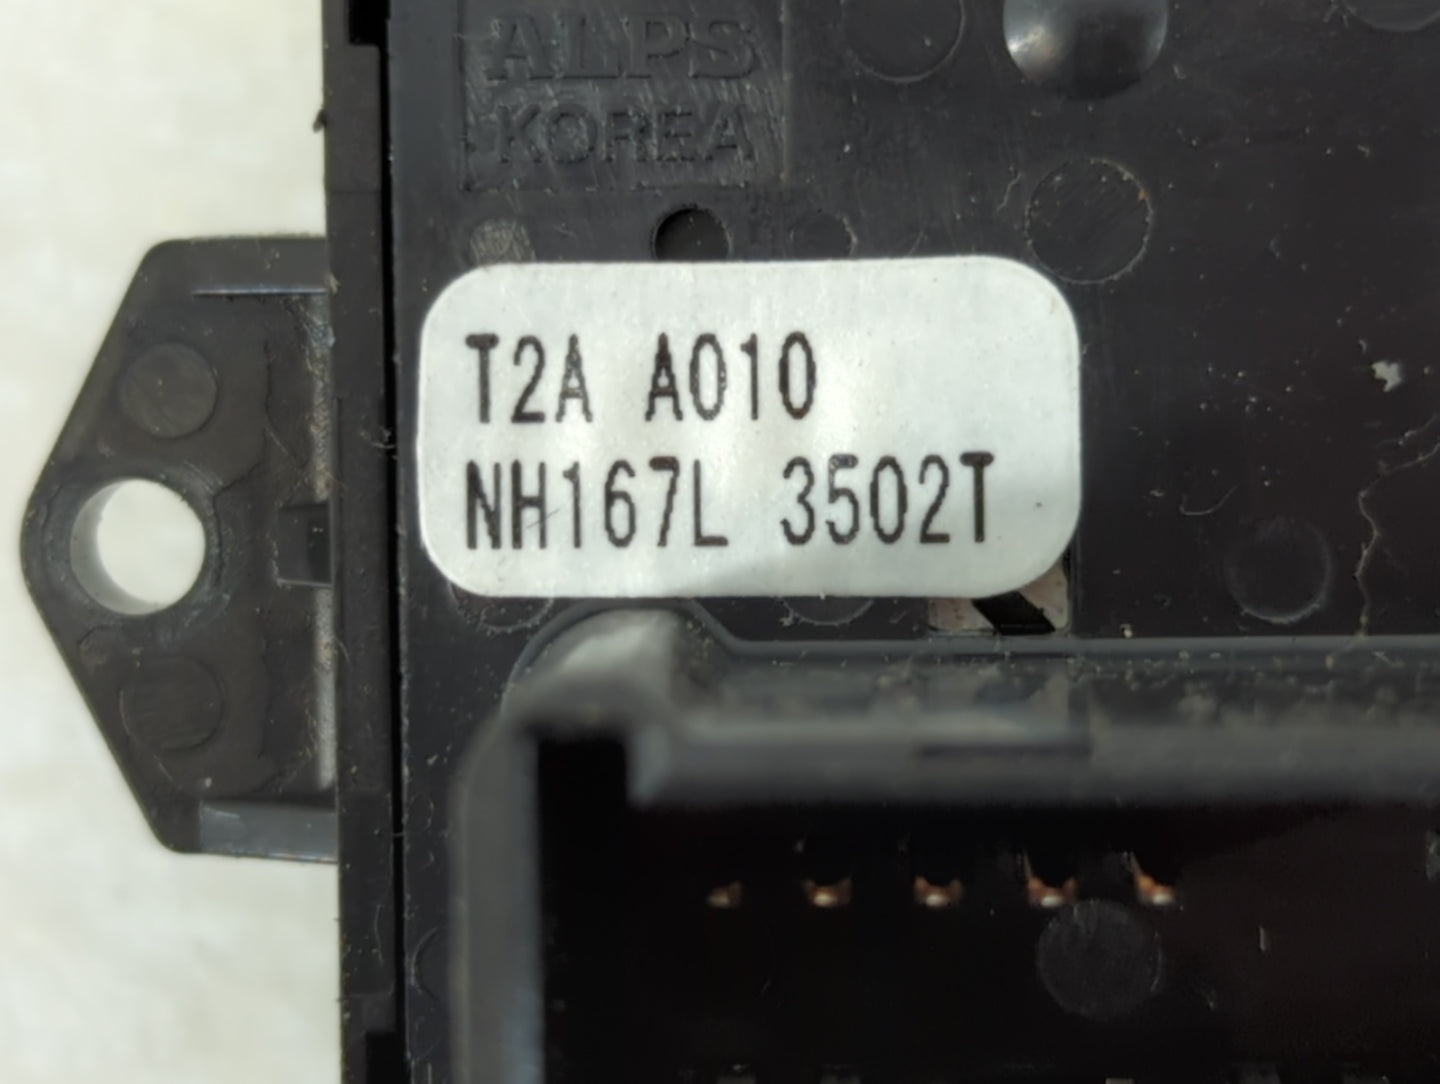 ALPS
KOREA
T2A A010
NH167L 3502T